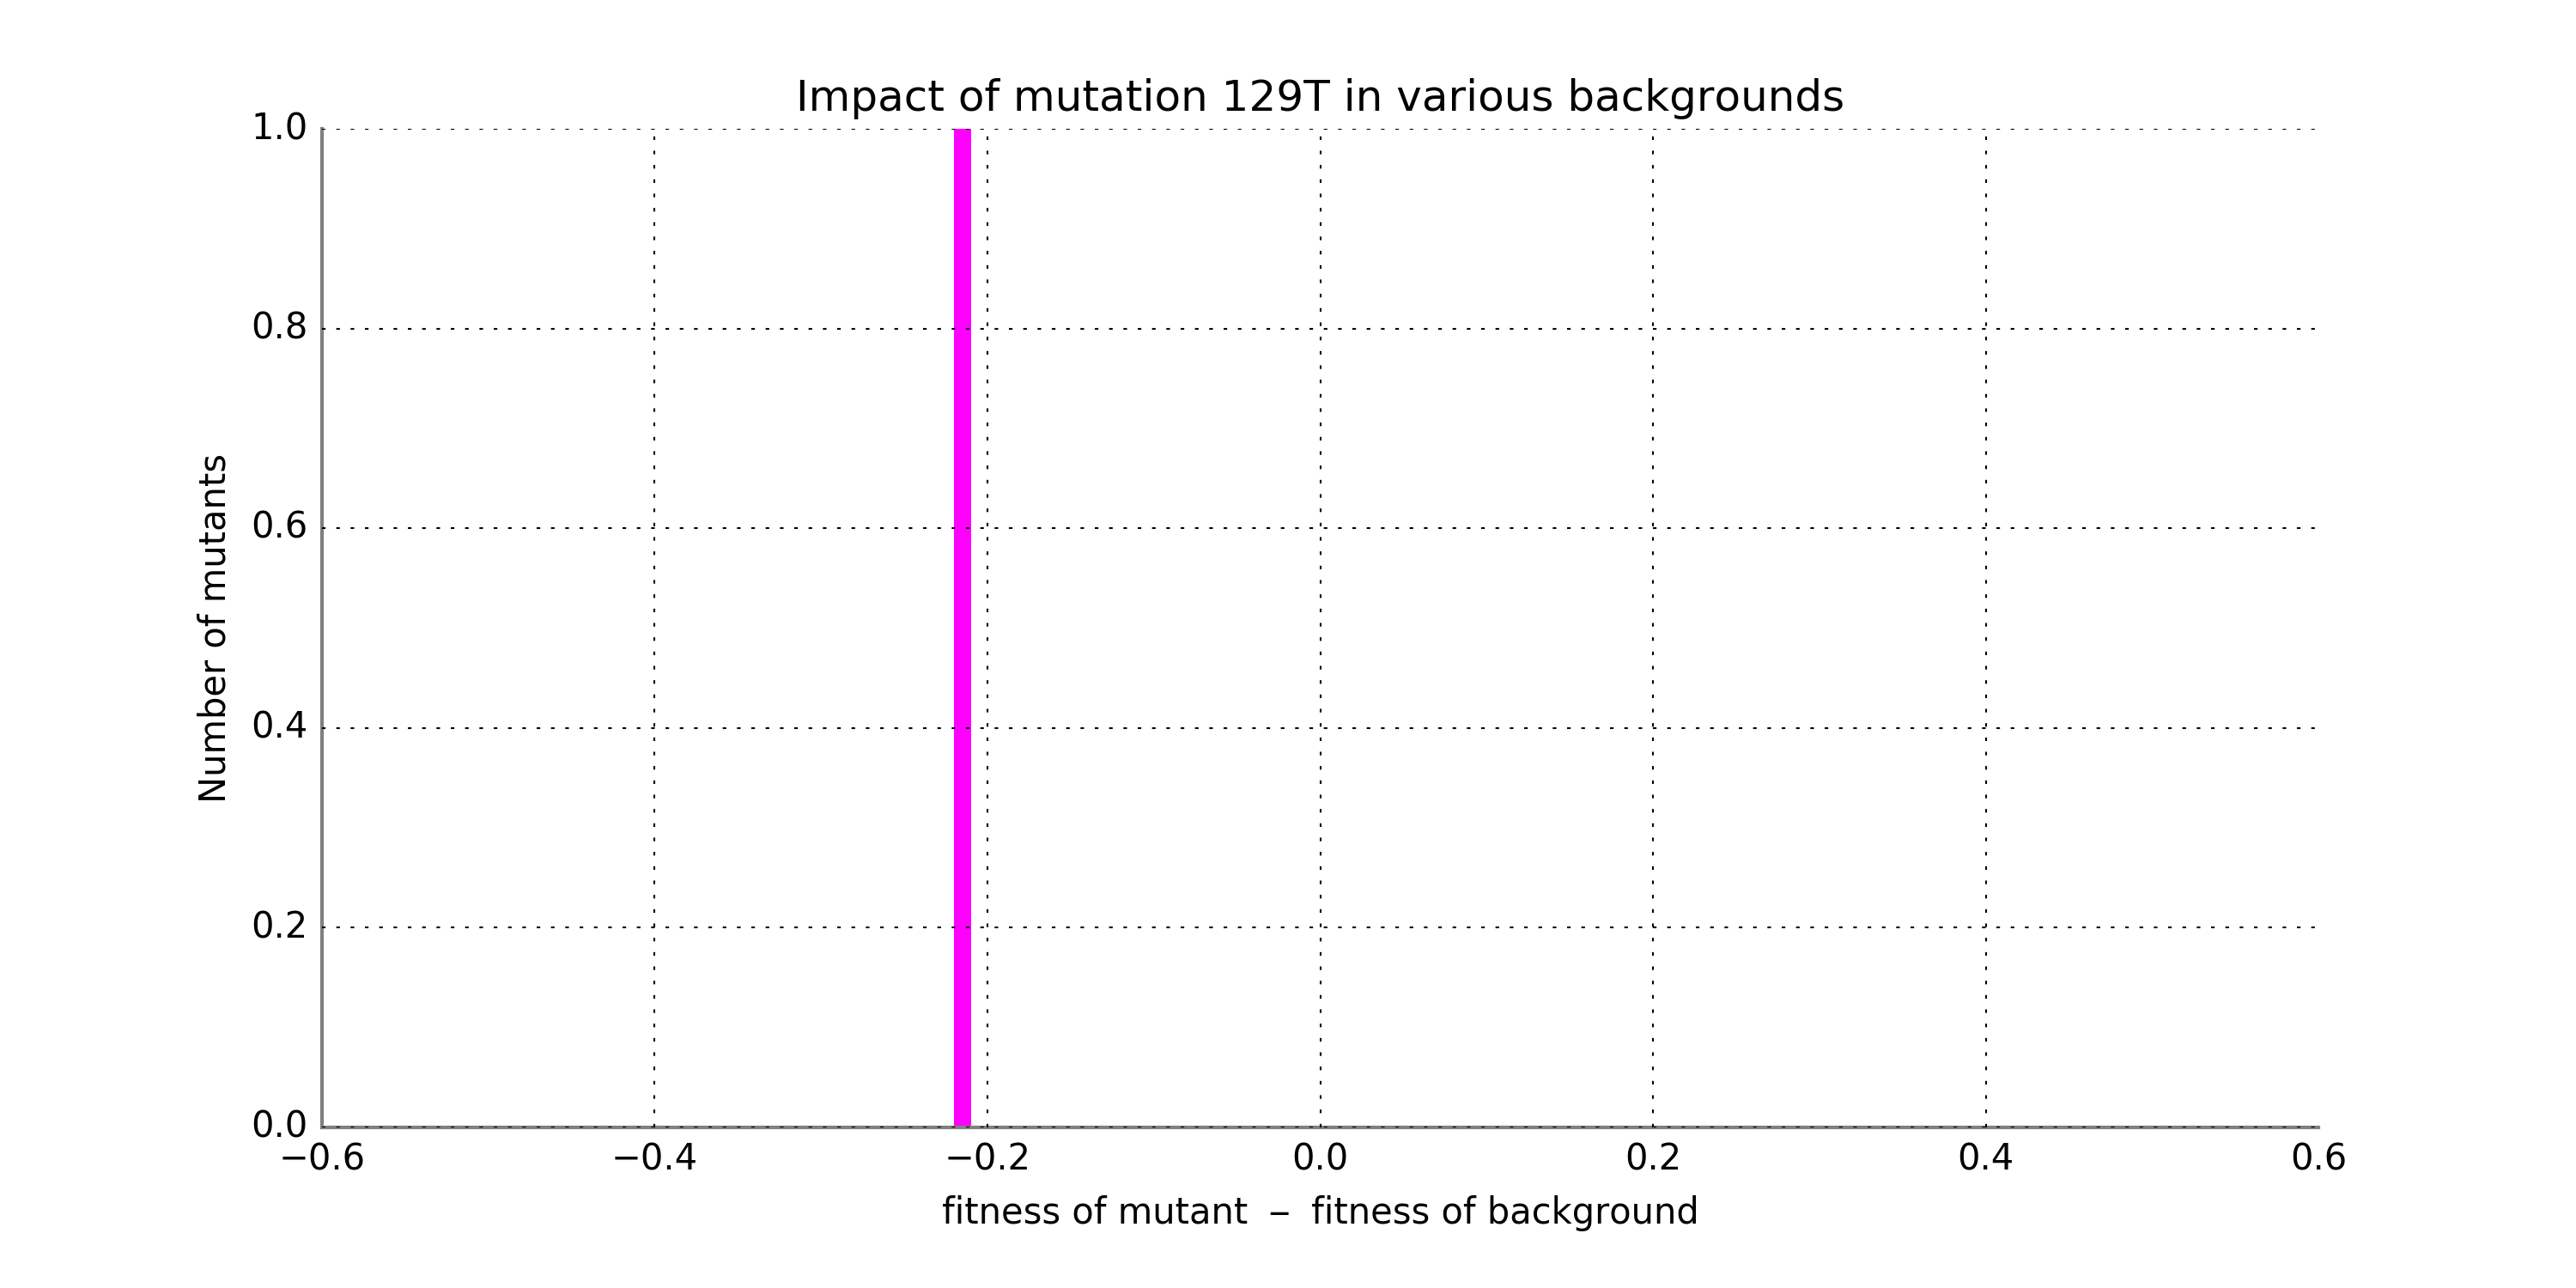 Impact of mutation 129T in various backgrounds
1.0
0.8
0.6
0.4
0.2
0.0
Number of mutants
−0.6 −0.4 −0.2 0.0 0.2 0.4 0.6
fitness of mutant − fitness of background